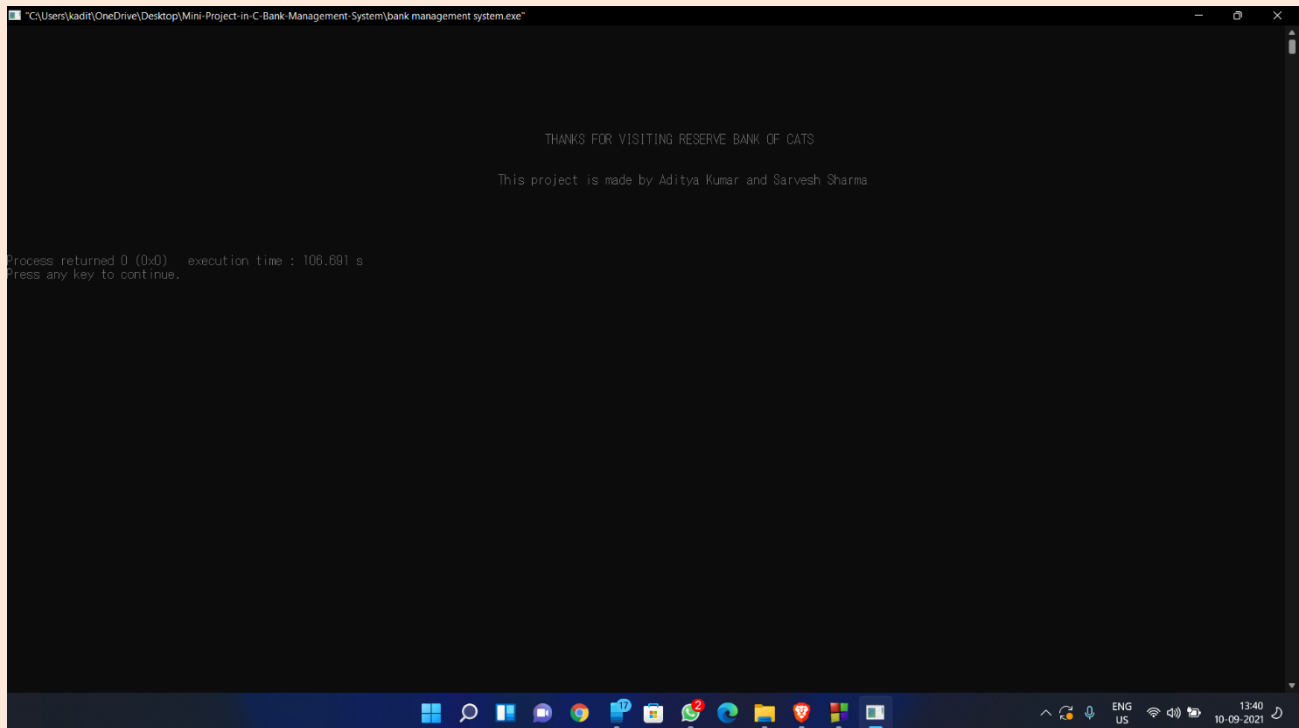 "C:\Users\kadit\OneDrive\Desktop\Mini-Project-in-C-Bank-Management-System\bank management system.exe"
THANKS FOR VISITING RESERVE BANK OF CATS
This project is made by Aditya Kumar and Sarvesh Sharma
Process returned 0 (0x0)   execution time : 106.691 s
Press any key to continue.
17
2
ENG
US
13:40
10-09-2021